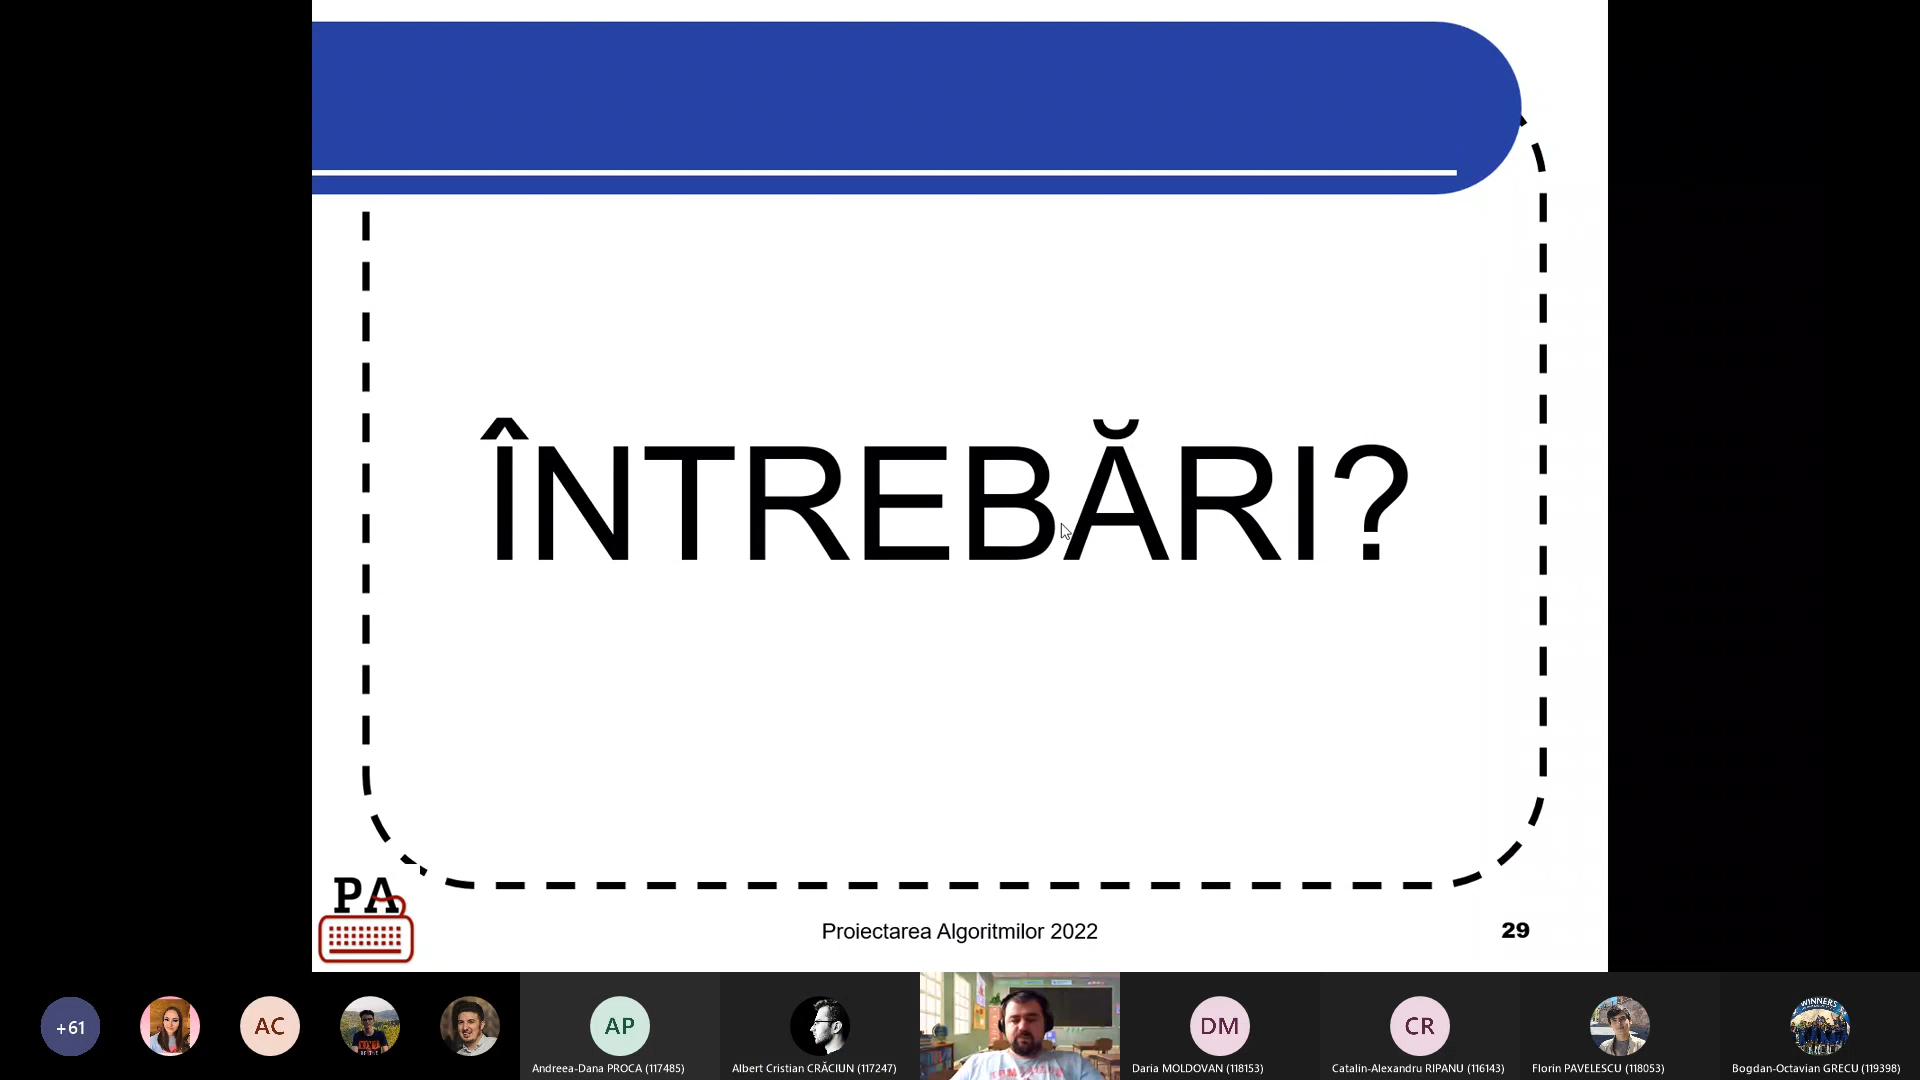 ÎNTREBĂRI?
PA
Proiectarea Algoritmilor 2022
29
+61
AC
AP
DM
CR
WINNERS
Andreea-Dana PROCA (117485)
Albert Cristian CRĂCIUN (117247)
Daria MOLDOVAN (118153)
Catalin-Alexandru RIPANU (116143)
Florin PAVELESCU (118053)
Bogdan-Octavian GRECU (119398)